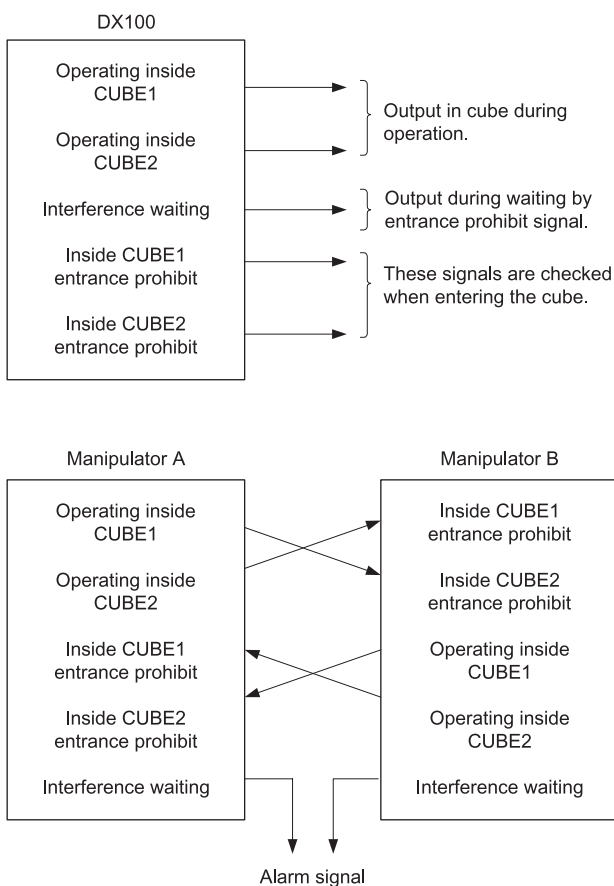 DX100
Operating inside
CUBE1
Operating inside
CUBE2
Output in cube during
operation.
Interference waiting
Output during waiting by
entrance prohibit signal.
Inside CUBE1
entrance prohibit
Inside CUBE2
entrance prohibit
These signals are checked
when entering the cube.
Manipulator A
Operating inside
CUBE1
Operating inside
CUBE2
Inside CUBE1
entrance prohibit
Inside CUBE2
entrance prohibit
Interference waiting
Manipulator B
Inside CUBE1
entrance prohibit
Inside CUBE2
entrance prohibit
Operating inside
CUBE1
Operating inside
CUBE2
Interference waiting
Alarm signal